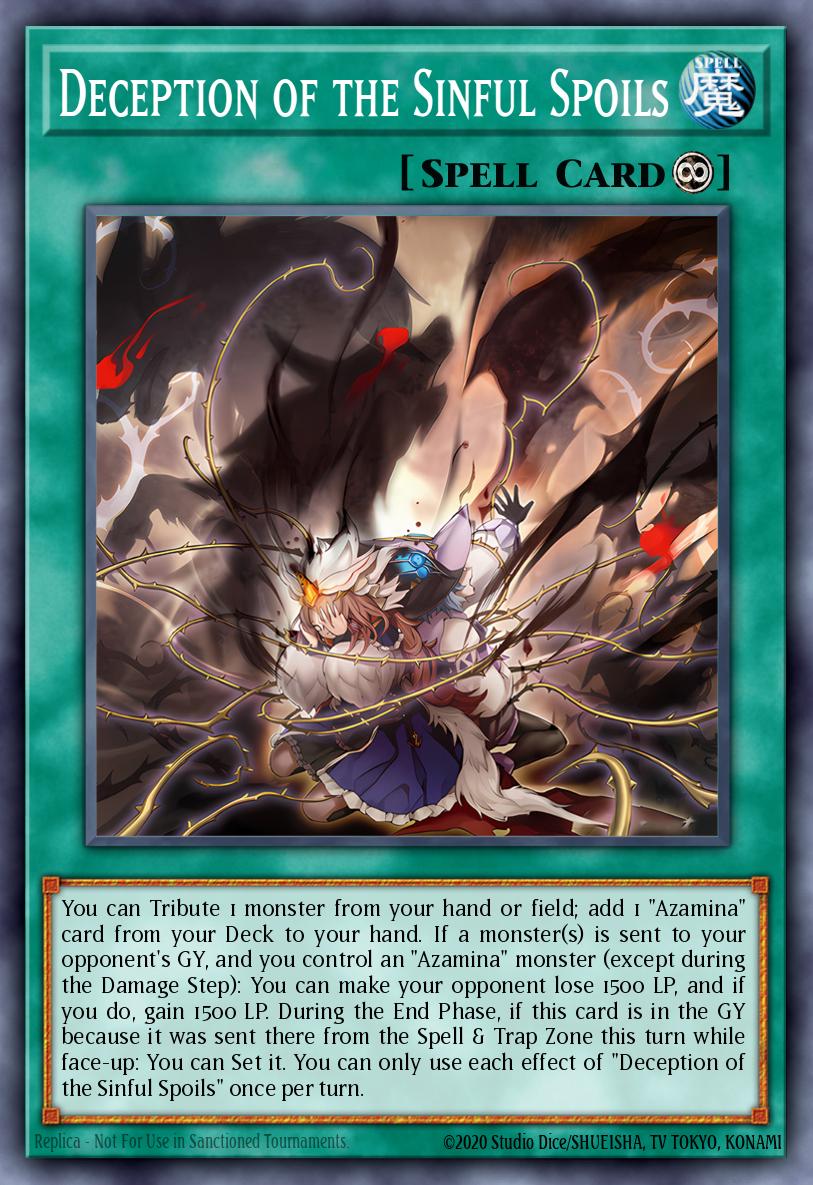 Deception of the Sinful Spoils
SPELL
魔
[Spell Card∞]
You can Tribute 1 monster from your hand or field; add 1 "Azamina"
card from your Deck to your hand. If a monster(s) is sent to your
opponent's GY, and you control an "Azamina" monster (except during
the Damage Step): You can make your opponent lose 1500 LP, and if
you do, gain 1500 LP. During the End Phase, if this card is in the GY
because it was sent there from the Spell & Trap Zone this turn while
face-up: You can Set it. You can only use each effect of "Deception of
the Sinful Spoils" once per turn.
Replica - Not For Use in Sanctioned Tournaments.
©2020 Studio Dice/SHUEISHA, TV TOKYO, KONAMI